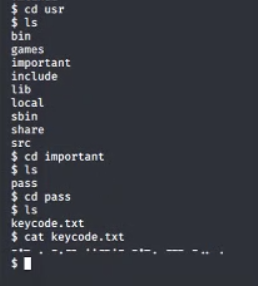 $ cd usr
$ ls
bin
games
important
include
lib
local
sbin
share
src
$ cd important
$ ls
pass
$ cd pass
$ ls
keycode.txt
$ cat keycode.txt
$